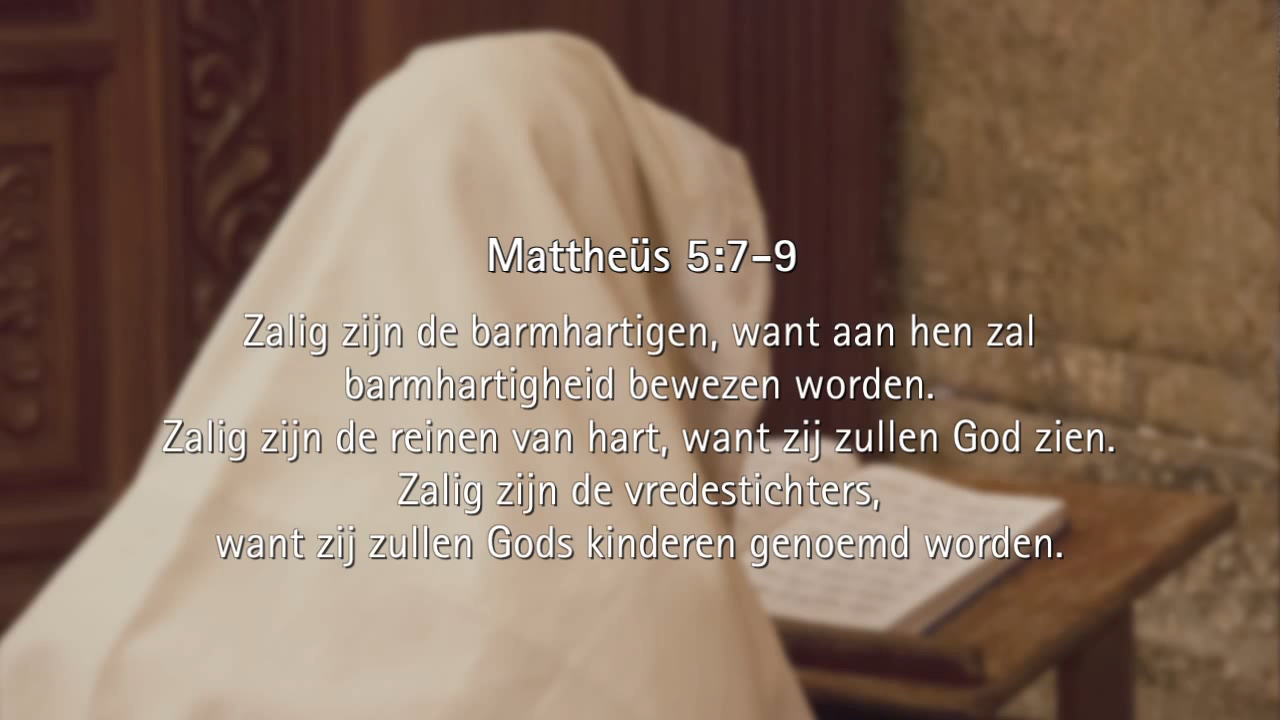 Mattheüs 5:7-9
Zalig zijn de barmhartigen, want aan hen zal
barmhartigheid bewezen worden.
Zalig zijn de reinen van hart, want zij zullen God zien.
Zalig zijn de vredestichters,
want zij zullen Gods kinderen genoemd worden.